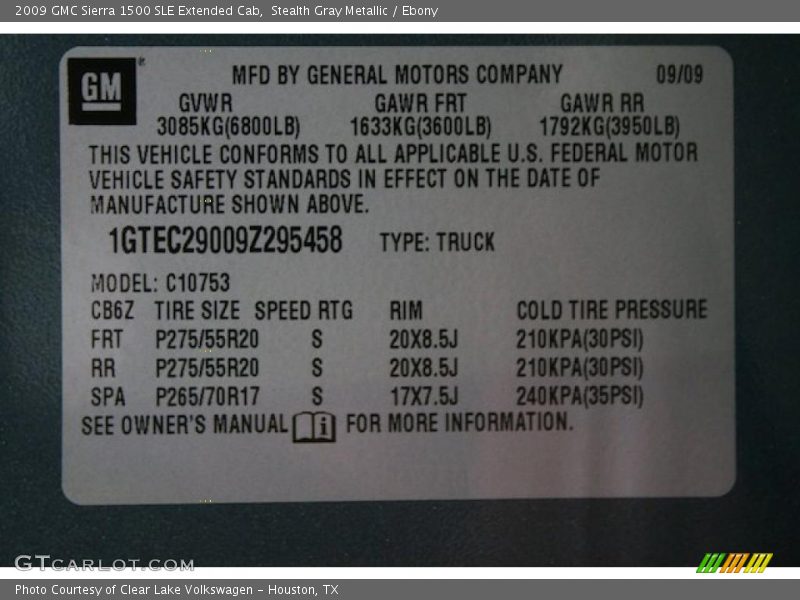 2009 GMC Sierra 1500 SLE Extended Cab, Stealth Gray Metallic / Ebony
GM
MFD BY GENERAL MOTORS COMPANY 09/09
GVWR GAWR FRT GAWR RR
3085KG(6800LB) 1633KG(3600LB) 1792KG(3950LB)
THIS VEHICLE CONFORMS TO ALL APPLICABLE U.S. FEDERAL MOTOR
VEHICLE SAFETY STANDARDS IN EFFECT ON THE DATE OF
MANUFACTURE SHOWN ABOVE.
1GTEC29009Z295458 TYPE: TRUCK
MODEL: C10753
CB6Z TIRE SIZE SPEED RTG RIM COLD TIRE PRESSURE
FRT P275/55R20 S 20X8.5J 210KPA(30PSI)
RR P275/55R20 S 20X8.5J 210KPA(30PSI)
SPA P265/70R17 S 17X7.5J 240KPA(35PSI)
SEE OWNER'S MANUAL i FOR MORE INFORMATION.
GTCARLOT.COM
Photo Courtesy of Clear Lake Volkswagen - Houston, TX